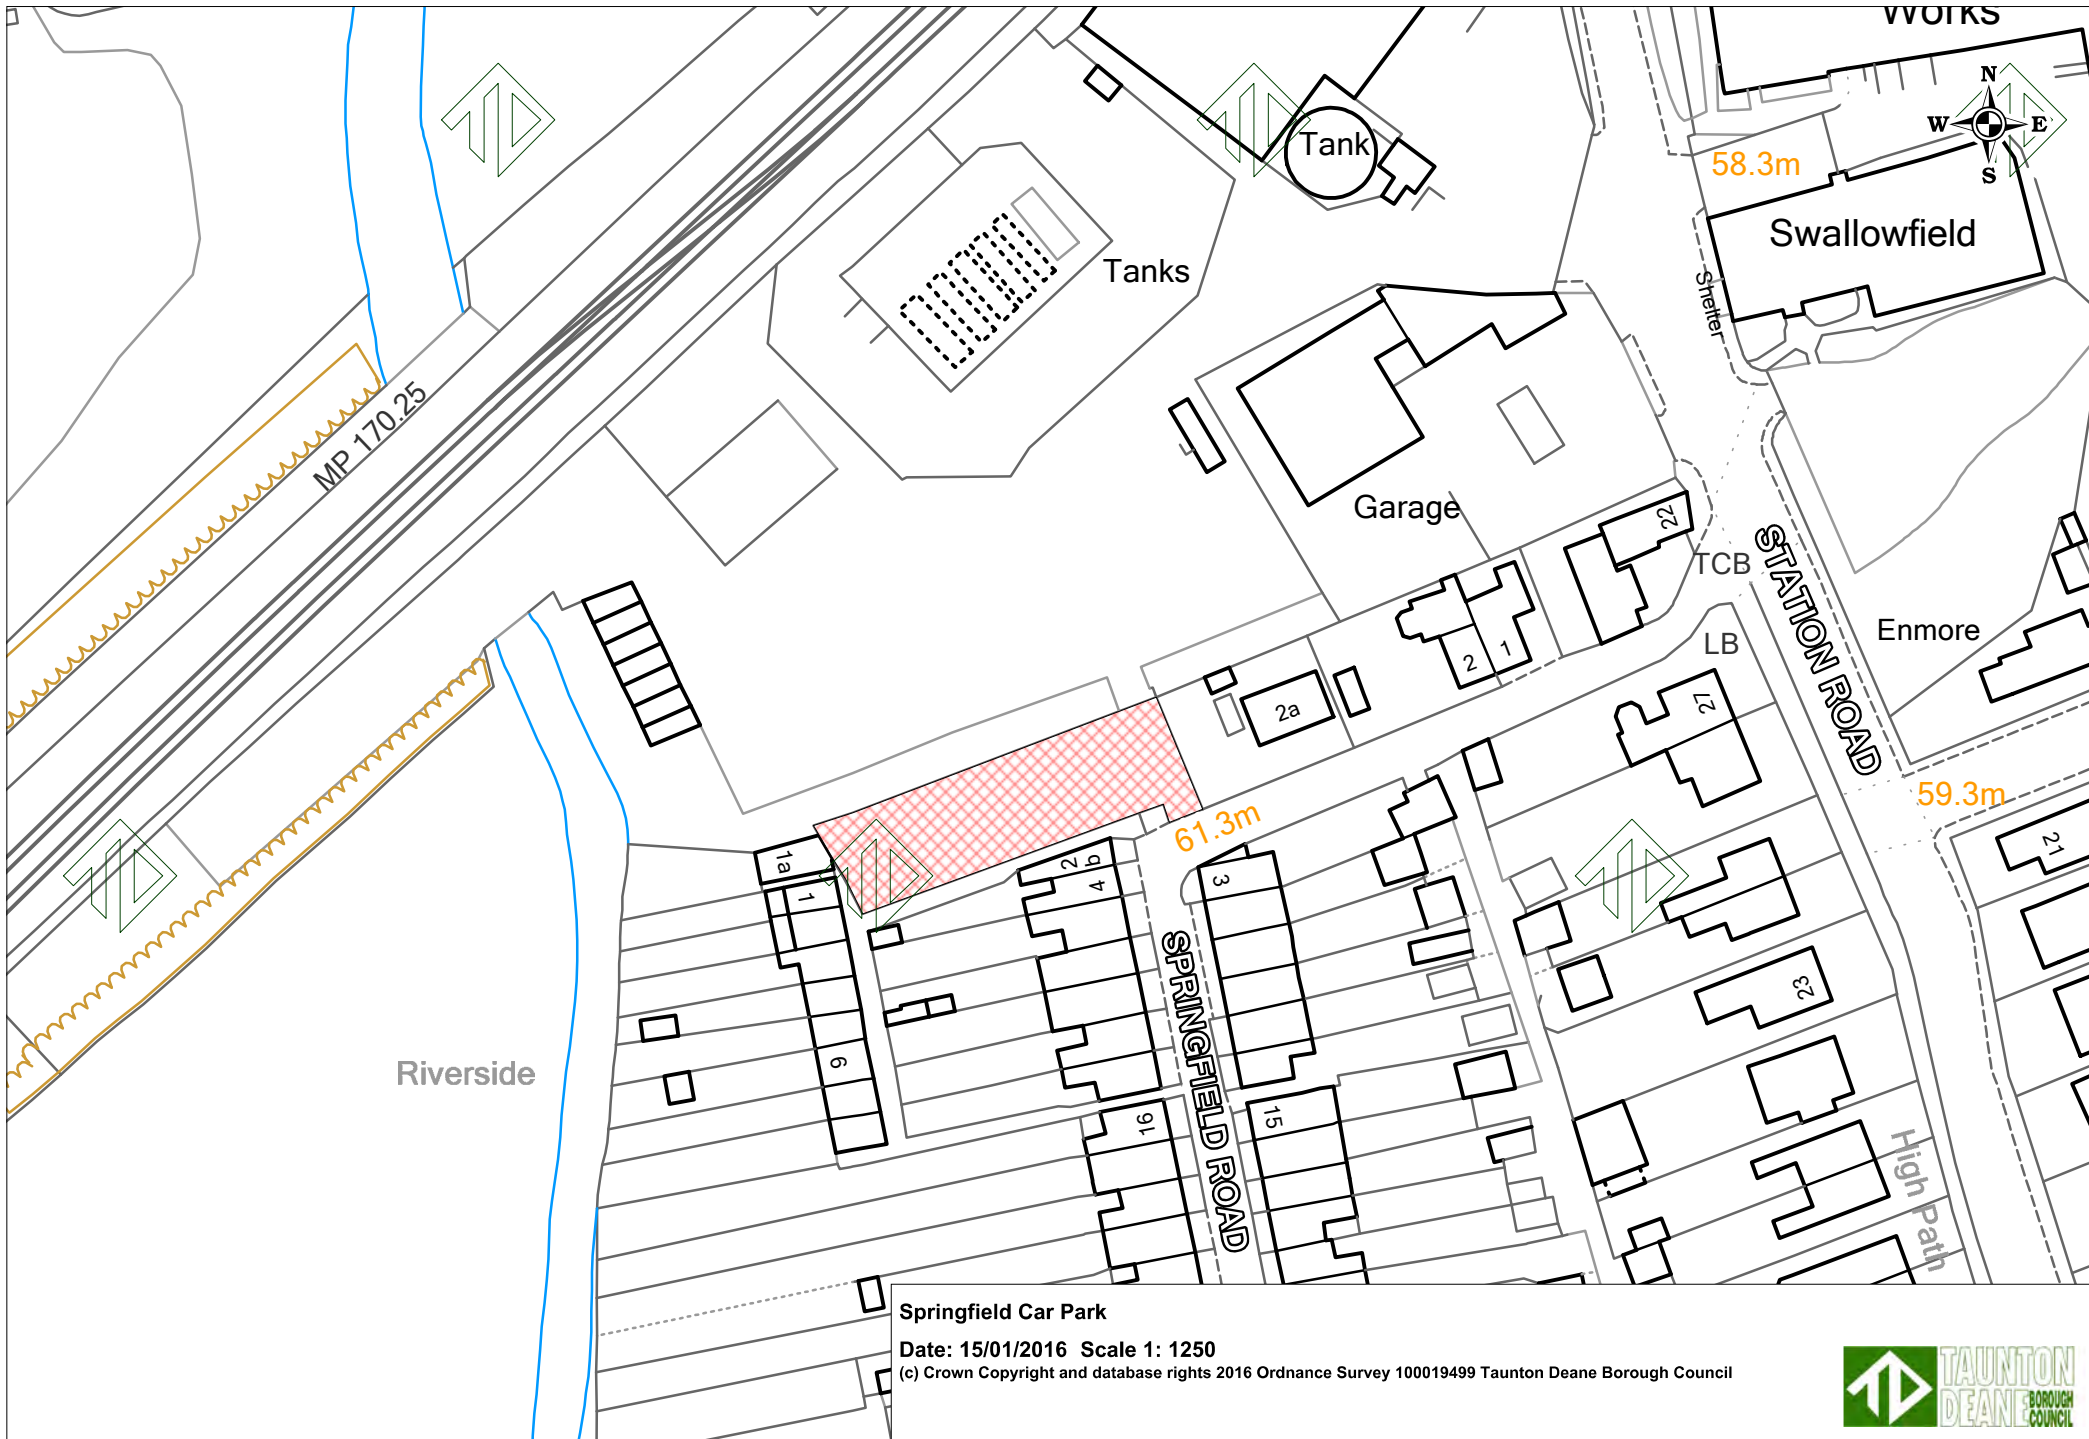 Works
N
W E
S
58.3m
Tank
Swallowfield
Tanks
Shelter
MP 170.25
Garage
22
TCB
STATION ROAD
Enmore
LB
1
2
2a
27
59.3m
61.3m
21
1a
1
2
b
4
3
SPRINGFIELD ROAD
23
Riverside
6
16
15
High Path
Springfield Car Park
Date: 15/01/2016 Scale 1: 1250
(c) Crown Copyright and database rights 2016 Ordnance Survey 100019499 Taunton Deane Borough Council
TAUNTON
DEANE BOROUGH
COUNCIL